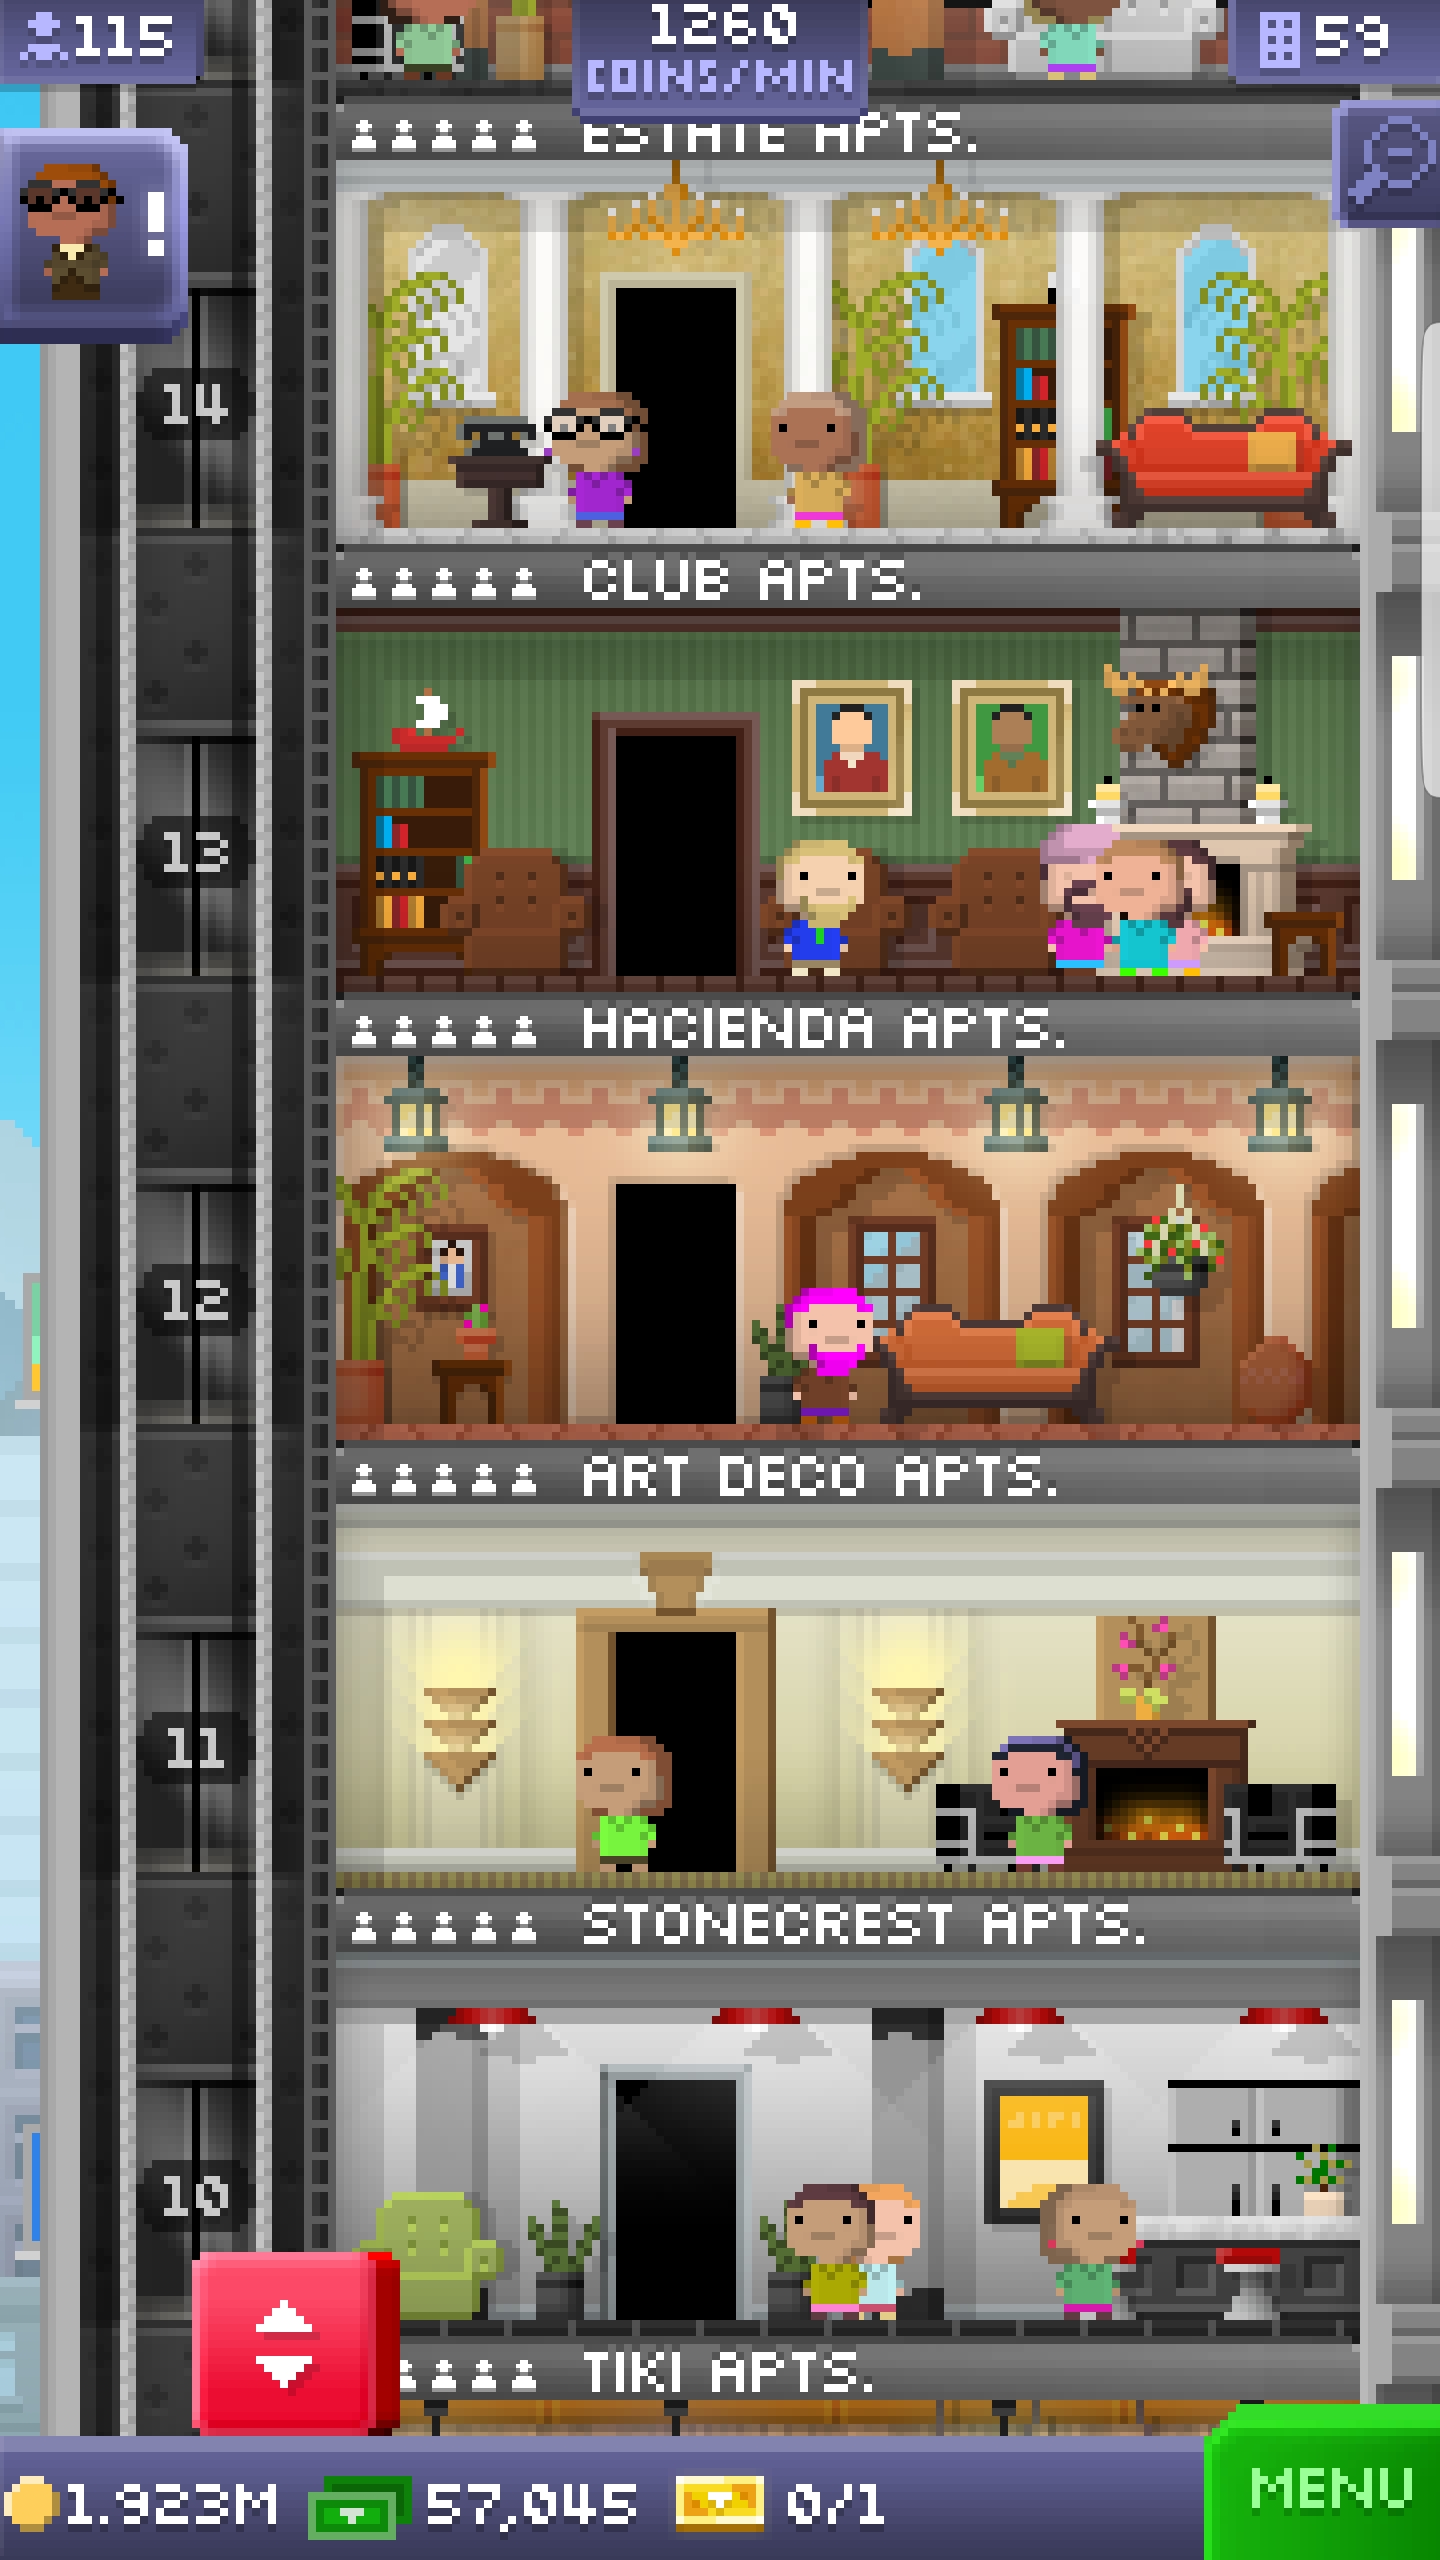 115
1260
COINS/MIN
59
ESTATE APTS.
!
14
CLUB APTS.
13
HACIENDA APTS.
12
ART DECO APTS.
11
STONECREST APTS.
10
TIKI APTS.
1.923M
57,045
0/1
MENU